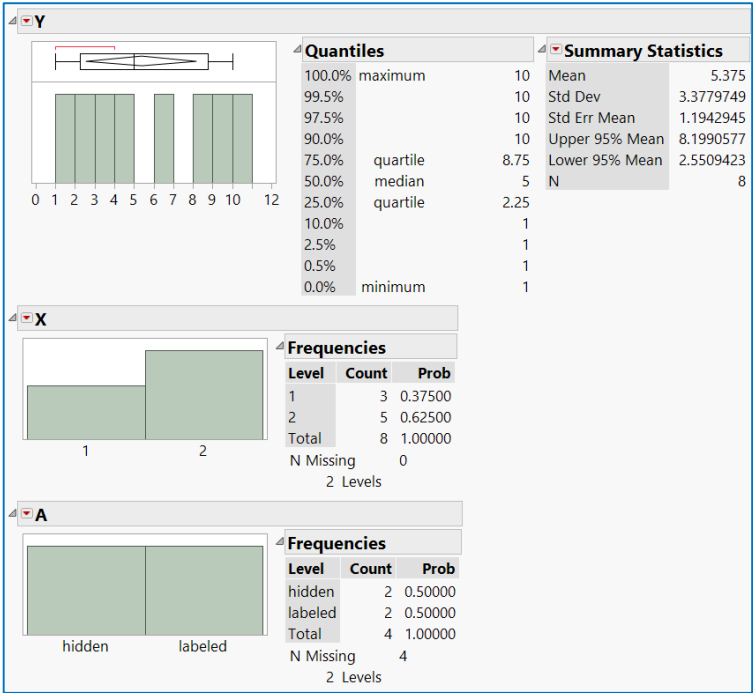 Y
0 1 2 3 4 5 6 7 8 9 10 12
Quantiles
100.0% maximum 10
99.5% 10
97.5% 10
90.0% 10
75.0% quartile 8.75
50.0% median 5
25.0% quartile 2.25
10.0% 1
2.5% 1
0.5% 1
0.0% minimum 1
Summary Statistics
Mean 5.375
Std Dev 3.3779749
Std Err Mean 1.1942945
Upper 95% Mean 8.1990577
Lower 95% Mean 2.5509423
N 8
X
1 2
Frequencies
Level Count Prob
1 3 0.37500
2 5 0.62500
Total 8 1.00000
N Missing 0
2 Levels
A
hidden labeled
Frequencies
Level Count Prob
hidden 2 0.50000
labeled 2 0.50000
Total 4 1.00000
N Missing 4
2 Levels